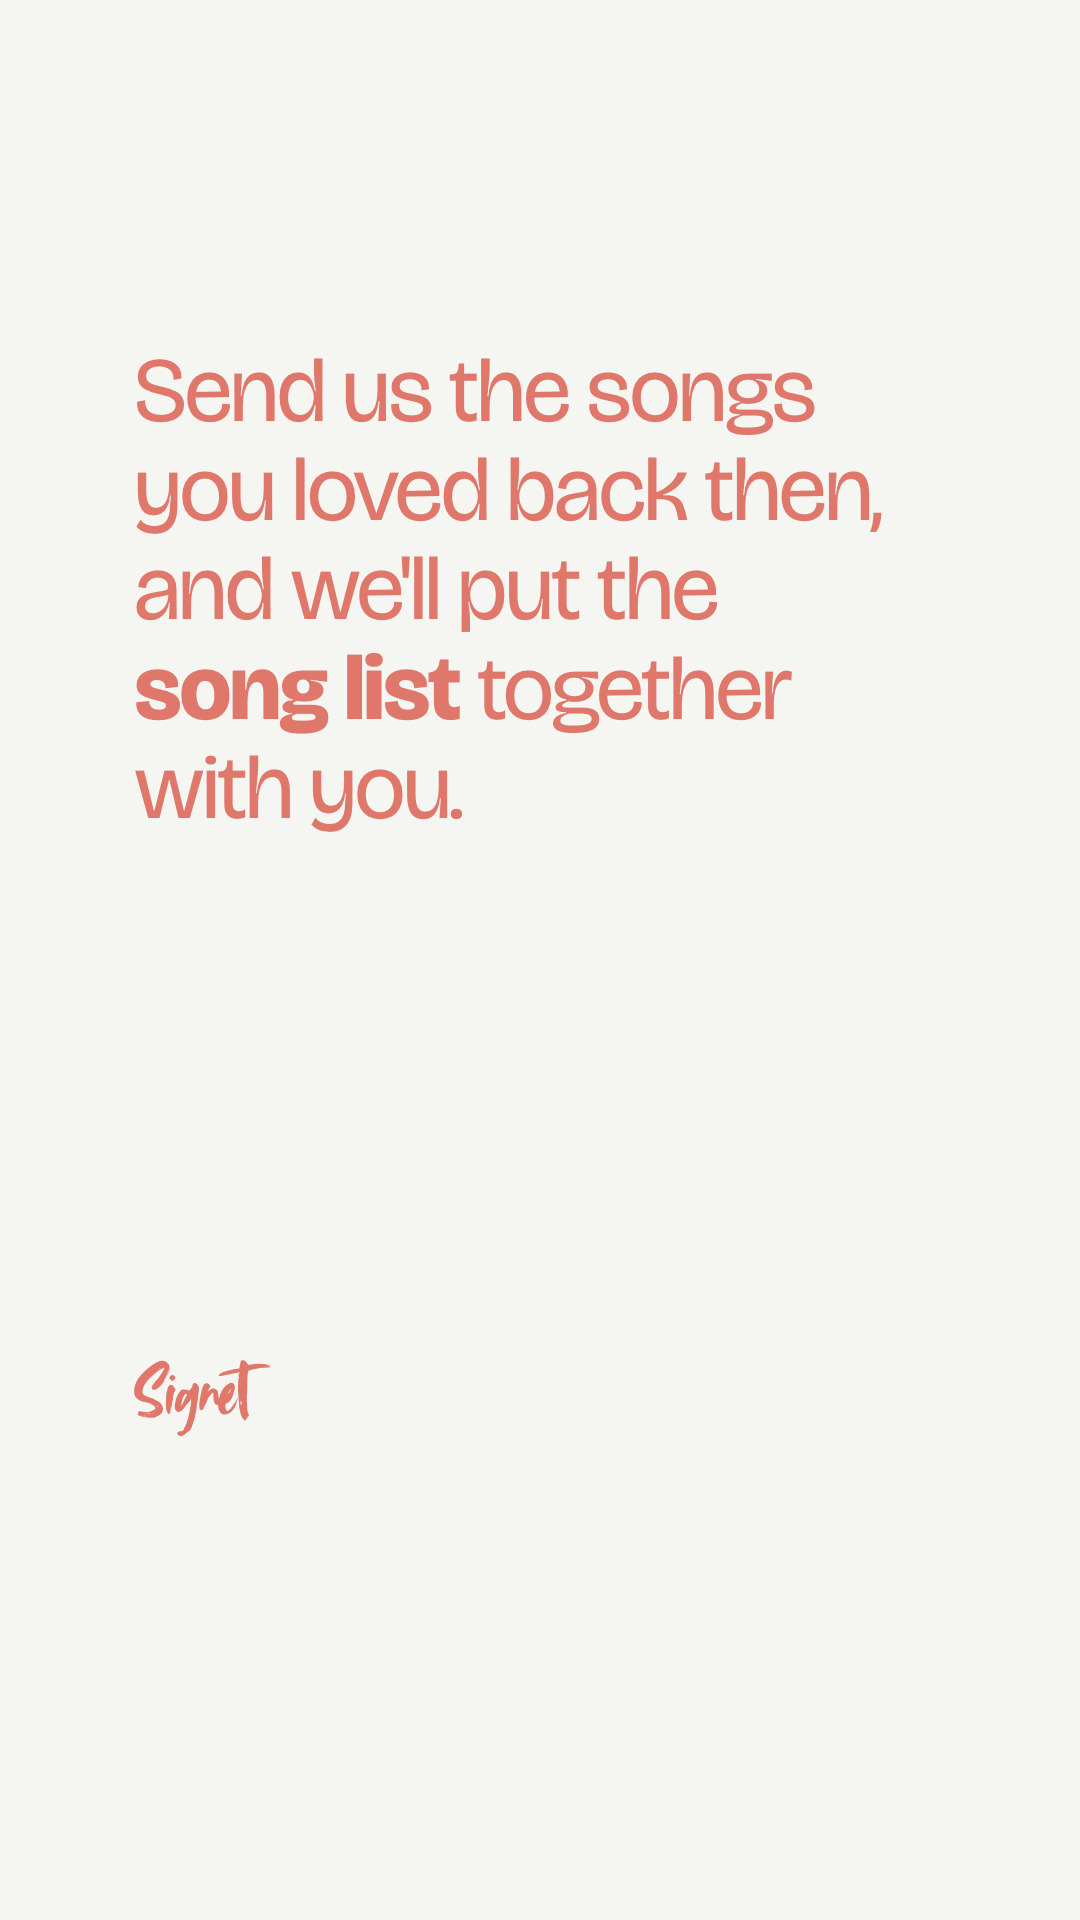 Send us the songs
you loved back then,
and we'll put the
song list together
with you.
Signet